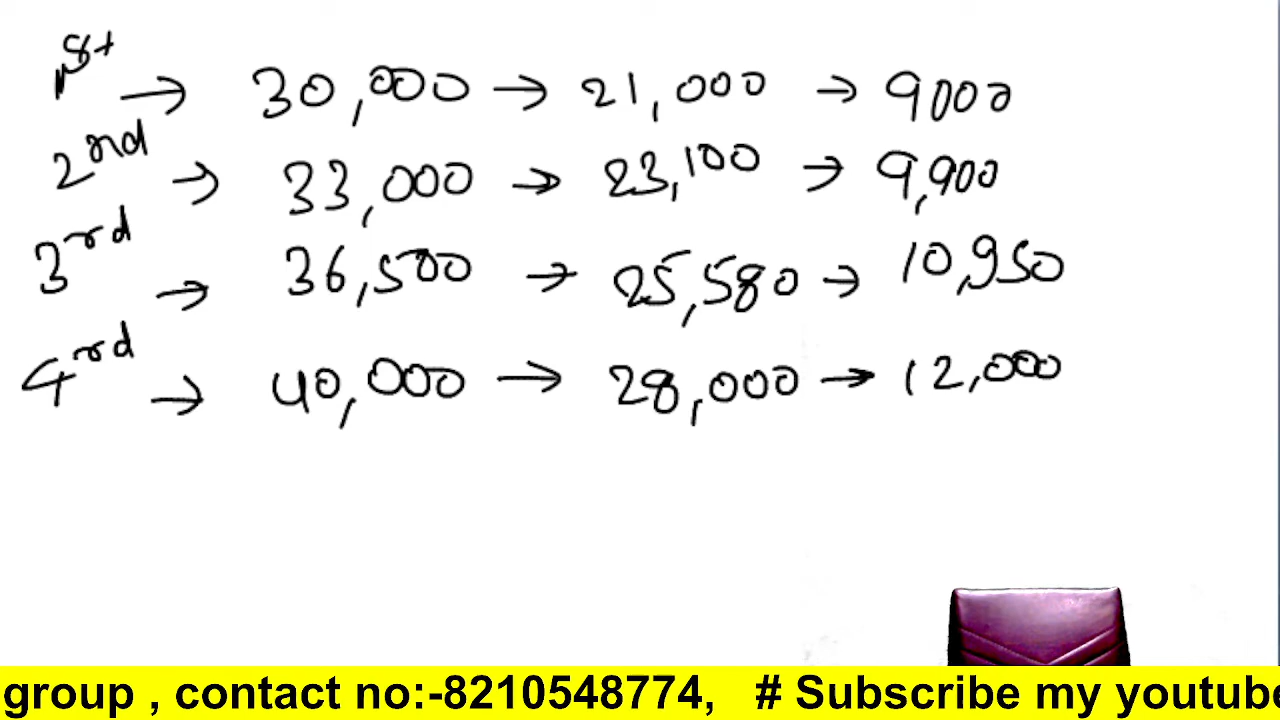 1st → 30,000 → 21,000 → 9000
2nd → 33,000 → 23,100 → 9,900
3rd → 36,500 → 25,580 → 10,950
4rd → 40,000 → 28,000 → 12,000
group , contact no:-8210548774, # Subscribe my youtube